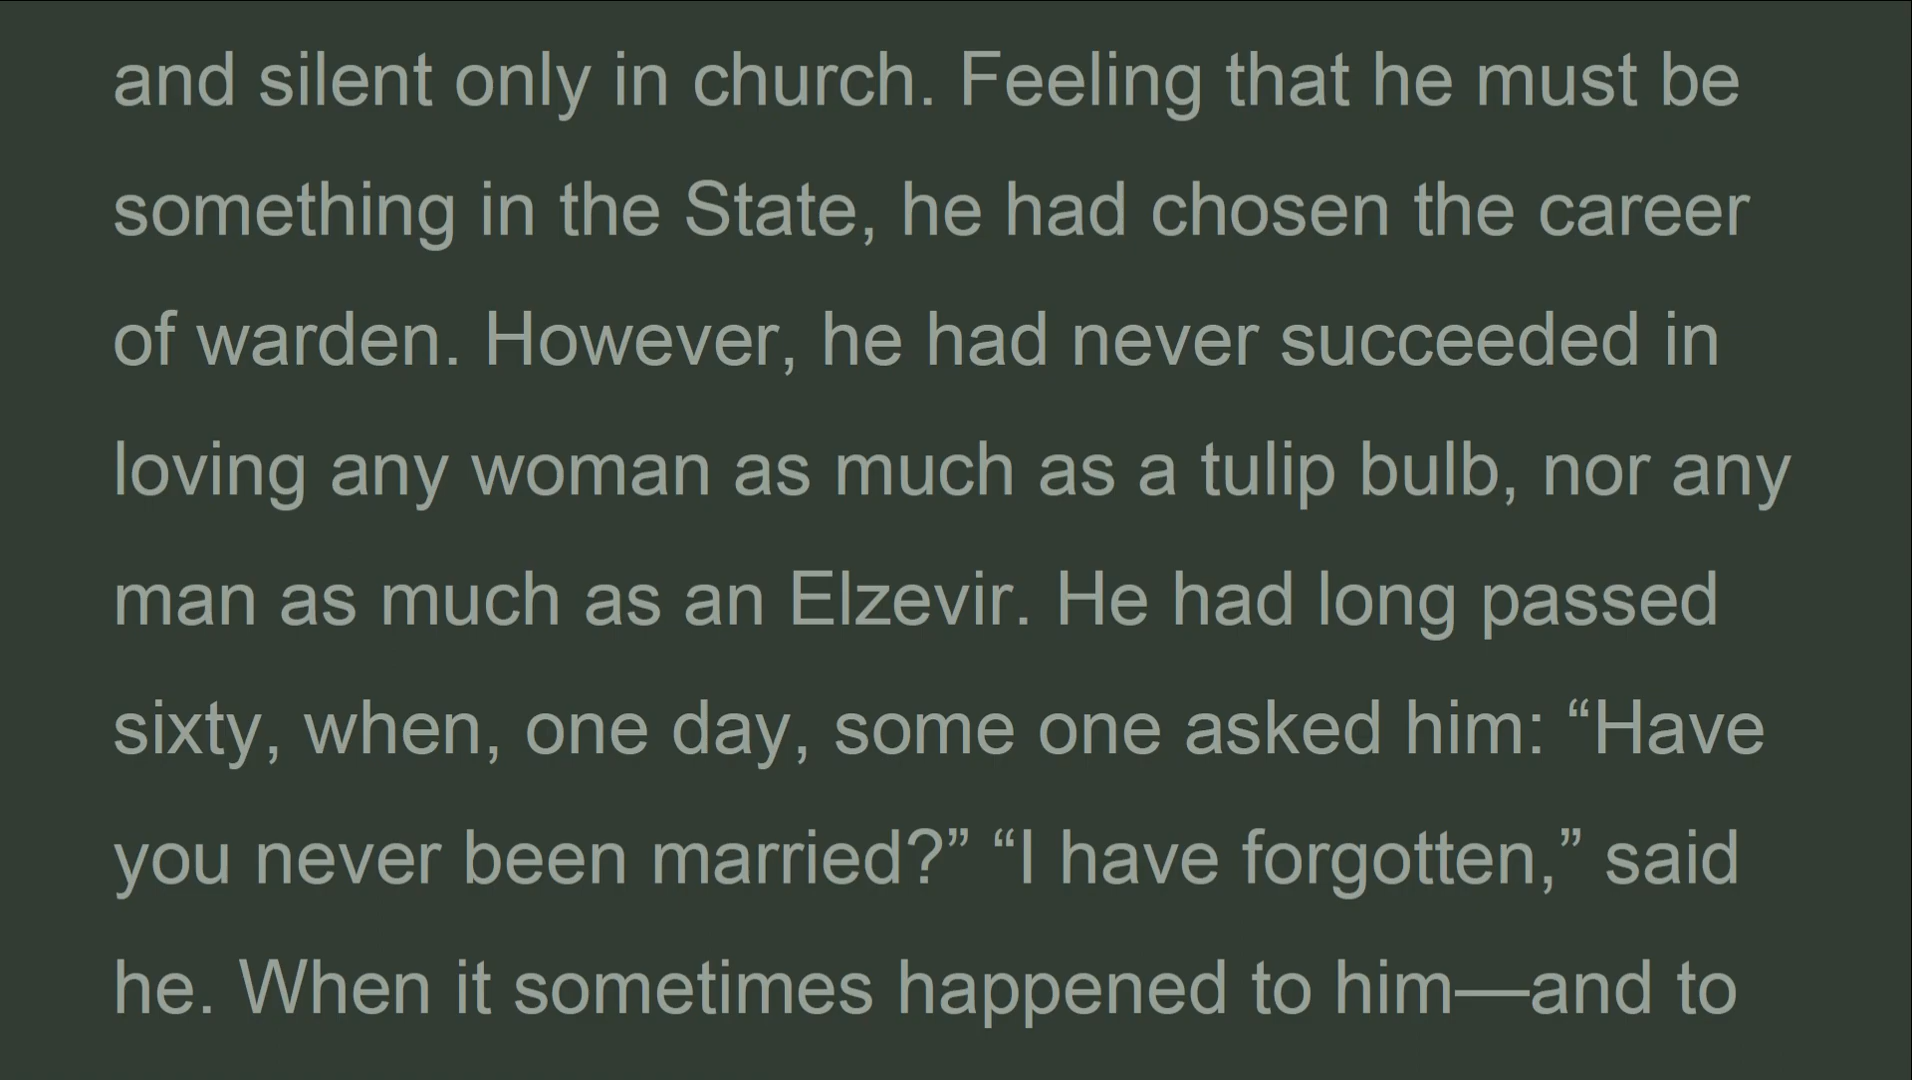 and silent only in church. Feeling that he must be
something in the State, he had chosen the career
of warden. However, he had never succeeded in
loving any woman as much as a tulip bulb, nor any
man as much as an Elzevir. He had long passed
sixty, when, one day, some one asked him: “Have
you never been married?” “I have forgotten,” said
he. When it sometimes happened to him—and to